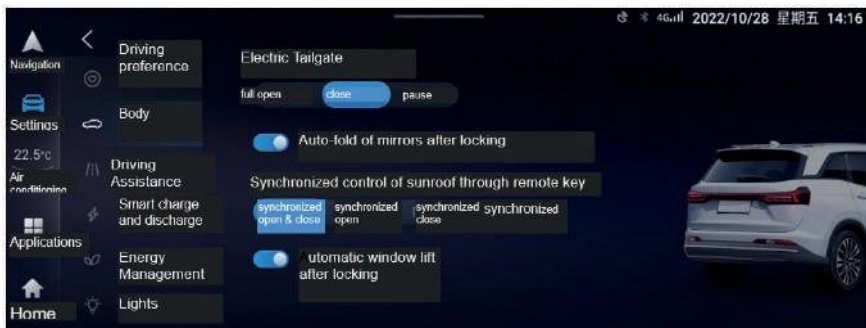 4G 2022/10/28 星期五 14:16
Navigation
Settings
22.5°C
Air
conditioning
Applications
Home
Driving
preference
Body
Driving
Assistance
Smart charge
and discharge
Energy
Management
Lights
Electric Tailgate
full open
close
pause
Auto-fold of mirrors after locking
Synchronized control of sunroof through remote key
synchronized
open & close
synchronized
open
synchronized
close
synchronized
Automatic window lift
after locking